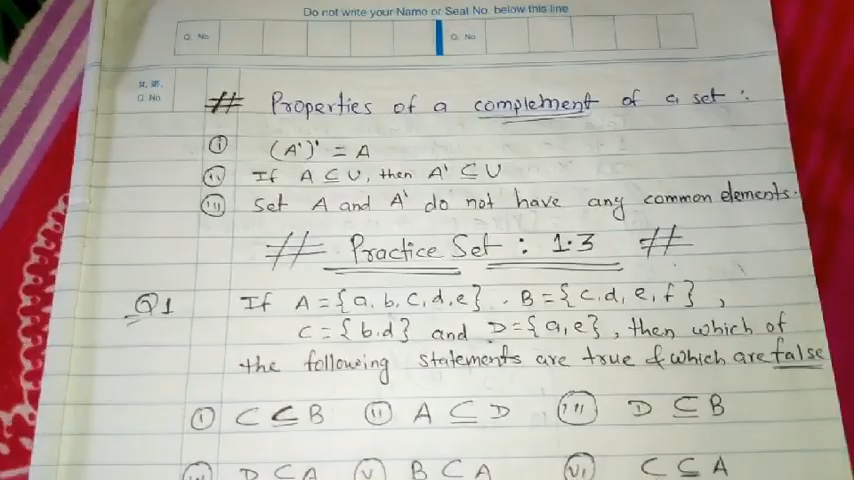 Do not write your Name or Seal No. below this line
Q. No. Q. No
प्र. क्र.
Q. No
# Properties of a complement of a set :
(i) (A')' = A
(ii) If A ⊆ U, then A' ⊆ U
(iii) Set A and A' do not have any common elements.
# Practice Set : 1.3 #
Q1 If A = {a, b, c, d, e} , B = {c, d, e, f} ,
C = {b, d} and D = {a, e} , then which of
the following statements are true & which are false
(i) C ⊆ B (ii) A ⊆ D (iii) D ⊆ B
D ⊂ A (v) B ⊂ A (vi) C ⊆ A